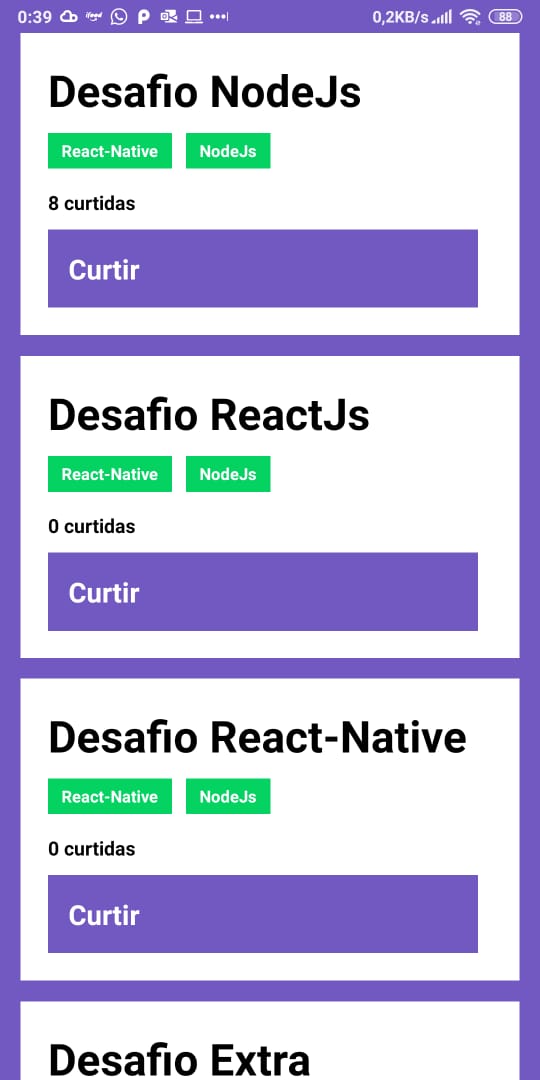 0:39 ifood 0,2KB/s 88
Desafio NodeJs
React-Native NodeJs
8 curtidas
Curtir
Desafio ReactJs
React-Native NodeJs
0 curtidas
Curtir
Desafio React-Native
React-Native NodeJs
0 curtidas
Curtir
Desafio Extra